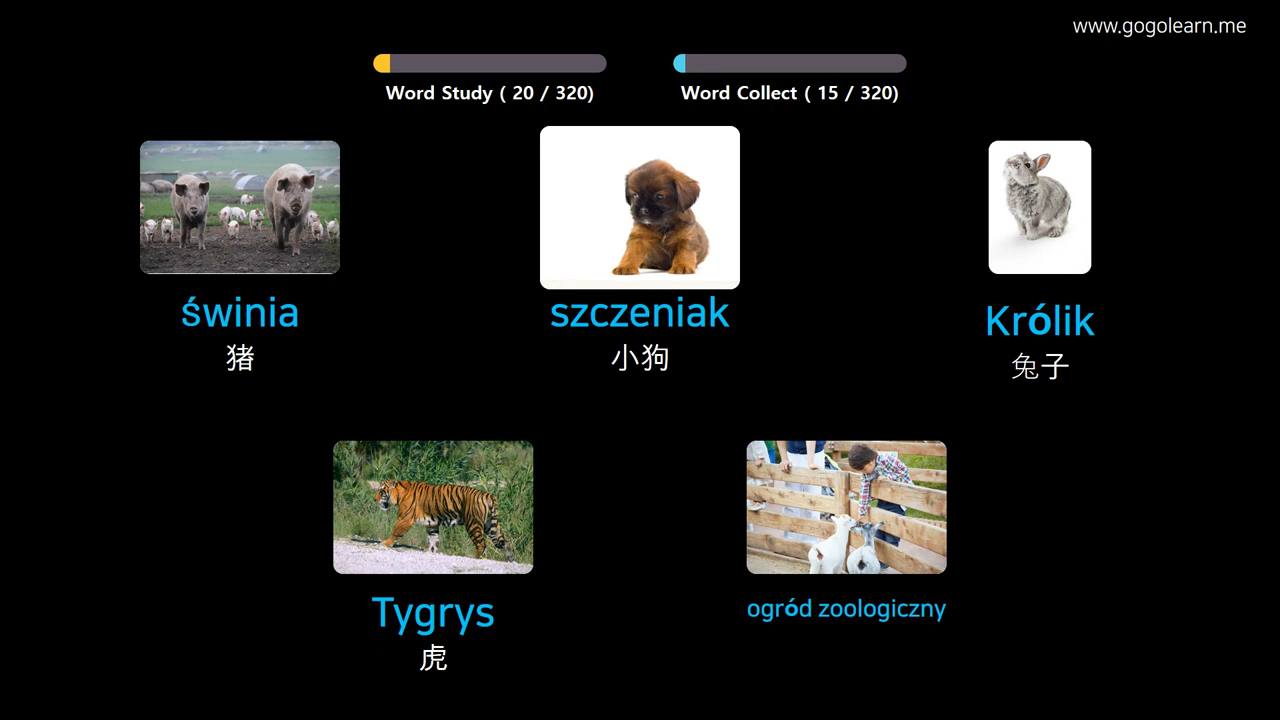 www.gogolearn.me
Word Study ( 20 / 320)
Word Collect ( 15 / 320)
świnia
猪
szczeniak
小狗
Królik
兔子
Tygrys
虎
ogród zoologiczny